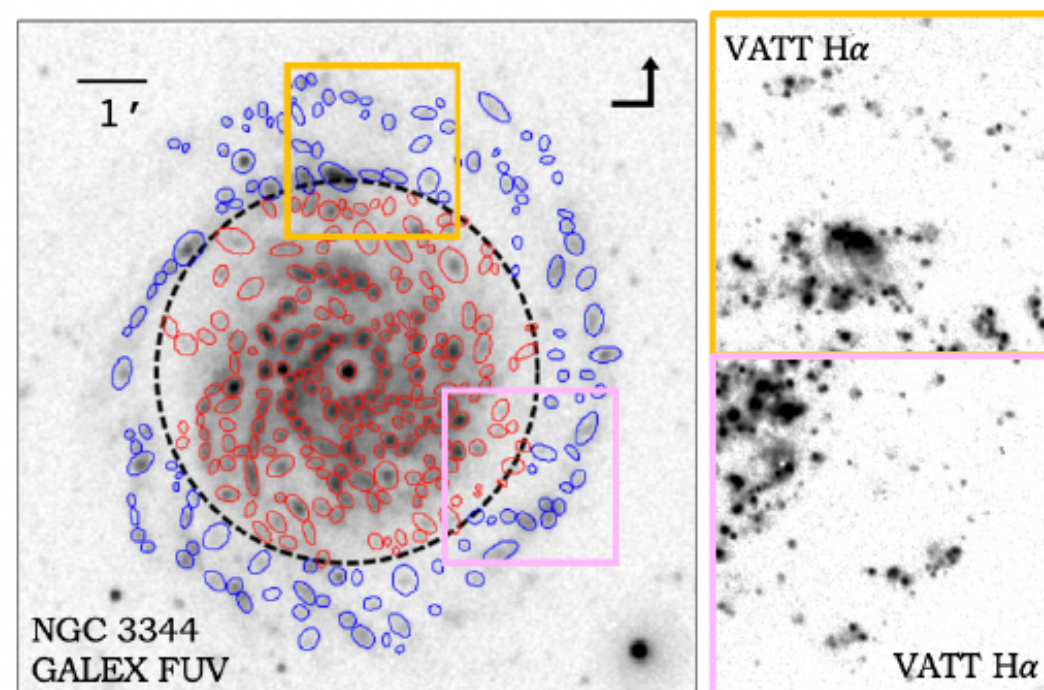 1′
NGC 3344
GALEX FUV
VATT Hα
VATT Hα